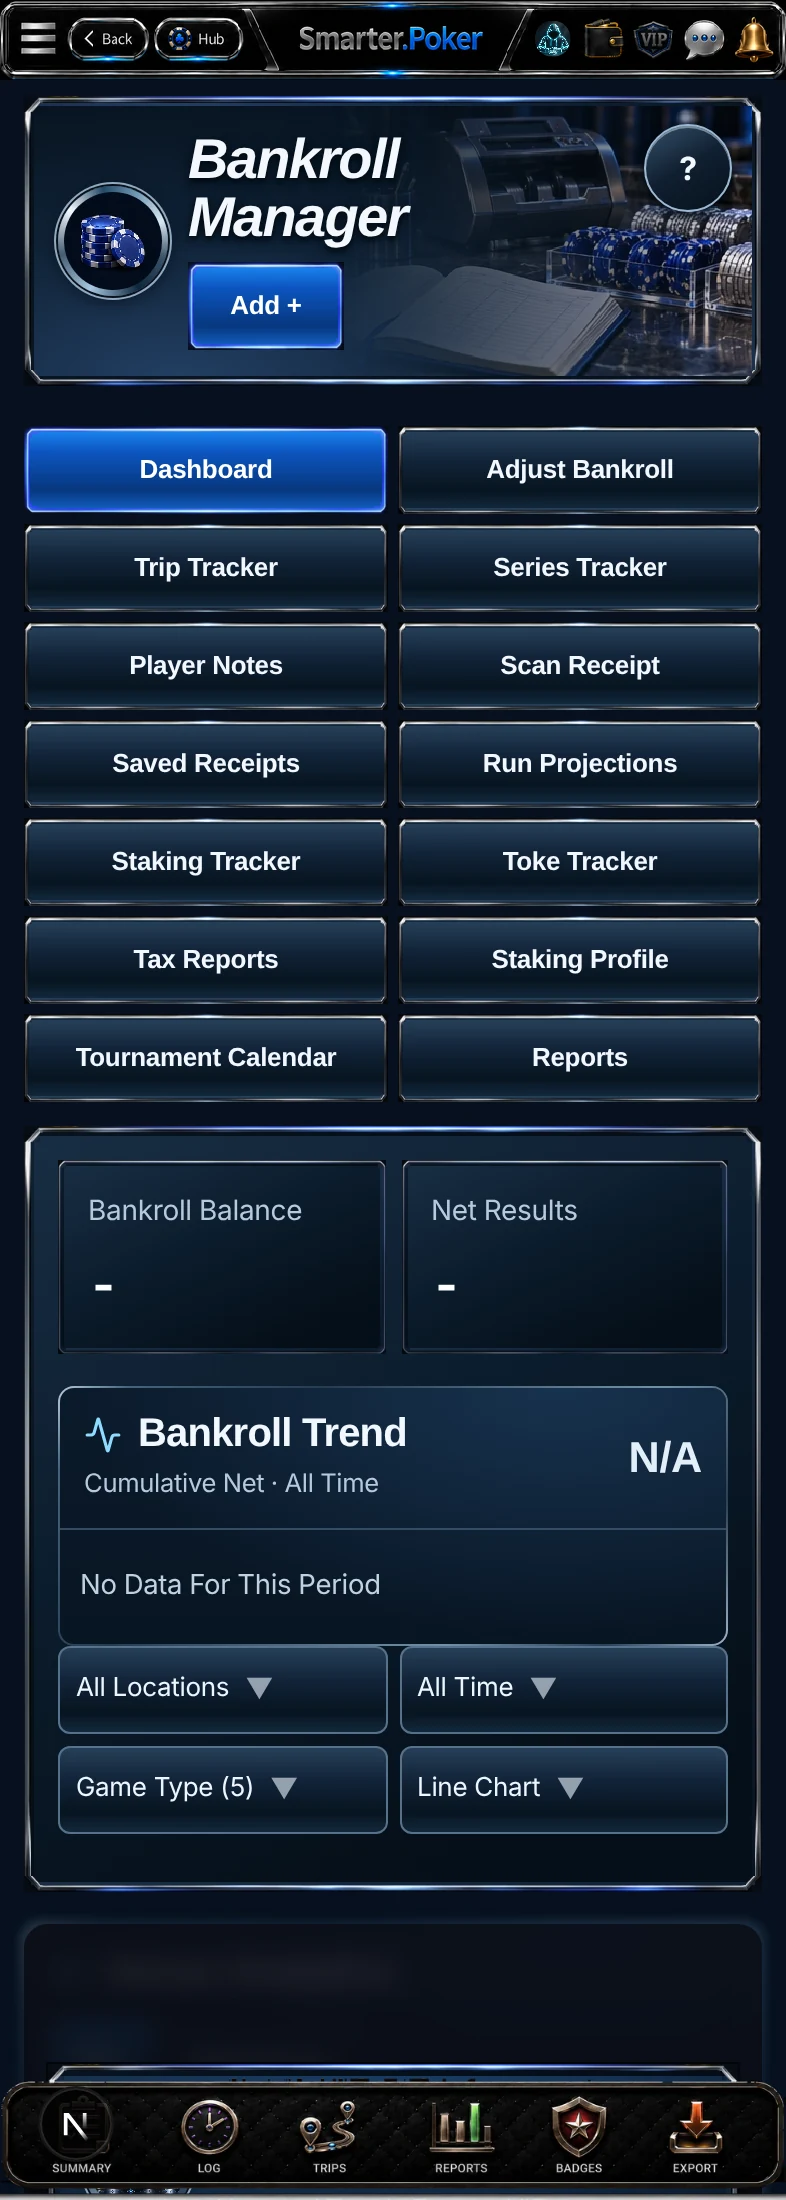 Back
Hub
Smarter.Poker
VIP
Bankroll
Manager
?
Add +
Dashboard
Adjust Bankroll
Trip Tracker
Series Tracker
Player Notes
Scan Receipt
Saved Receipts
Run Projections
Staking Tracker
Toke Tracker
Tax Reports
Staking Profile
Tournament Calendar
Reports
Bankroll Balance
Net Results
-
-
Bankroll Trend
N/A
Cumulative Net · All Time
No Data For This Period
All Locations
All Time
Game Type (5)
Line Chart
N
SUMMARY
LOG
TRIPS
REPORTS
BADGES
EXPORT